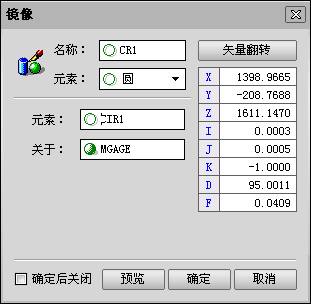 镜像
名称： CR1
矢量翻转
元素： 圆
X 1398.9665
Y -208.7688
Z 1611.1470
元素： CIR1
I 0.0003
关于： MGAGE
J 0.0005
K -1.0000
D 95.0011
F 0.0409
确定后关闭 预览 确定 取消